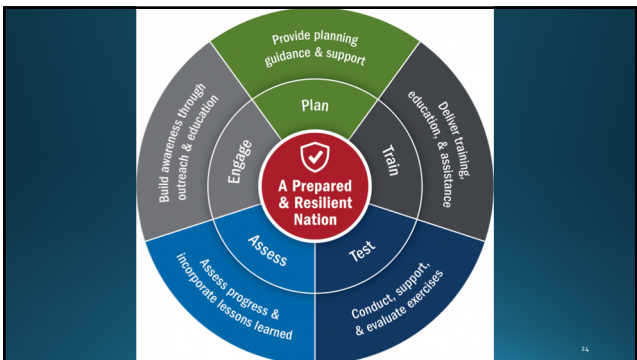 Provide planning
guidance & support
Plan
Deliver training,
education, & assistance
Train
Conduct, support,
& evaluate exercises
Test
Assess progress &
incorporate lessons learned
Assess
Build awareness through
outreach & education
Engage
A Prepared
& Resilient
Nation
24